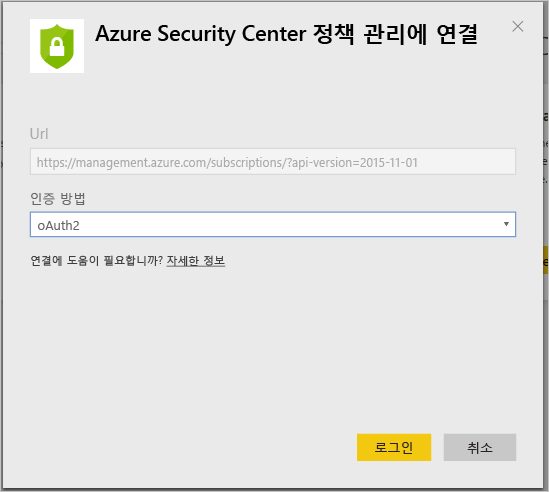 Azure Security Center 정책 관리에 연결
Url
https://management.azure.com/subscriptions/?api-version=2015-11-01
인증 방법
oAuth2
연결에 도움이 필요합니까? 자세한 정보
로그인
취소